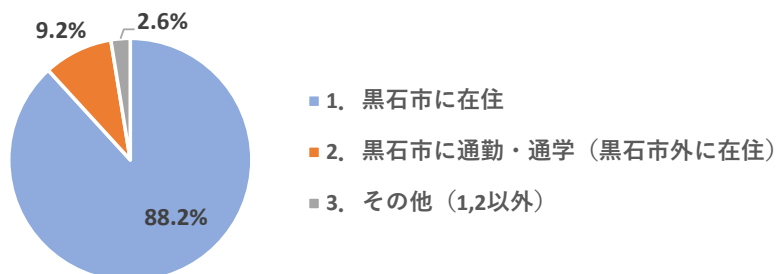 2.6%
9.2%
88.2%
1. 黒石市に在住
2. 黒石市に通勤・通学（黒石市外に在住）
3. その他（1,2以外）